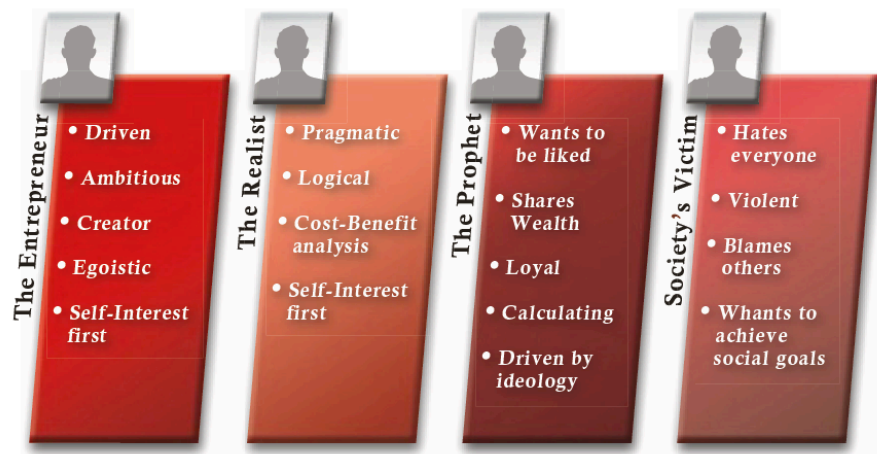 The Entrepreneur
• Driven
• Ambitious
• Creator
• Egoistic
• Self-Interest
first
The Realist
• Pragmatic
• Logical
• Cost-Benefit
analysis
• Self-Interest
first
The Prophet
• Wants to
be liked
• Shares
Wealth
• Loyal
• Calculating
• Driven by
ideology
Society's Victim
• Hates
everyone
• Violent
• Blames
others
• Whants to
achieve
social goals